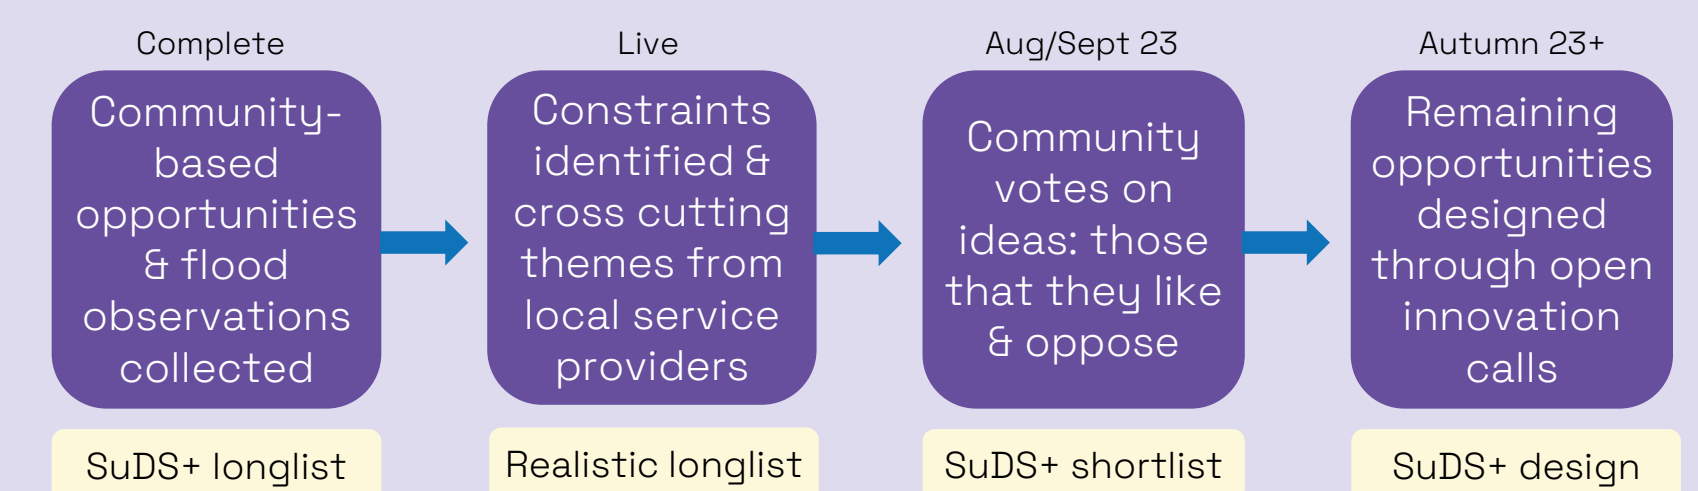 Complete
Community-
based
opportunities
& flood
observations
collected
SuDS+ longlist
Live
Constraints
identified &
cross cutting
themes from
local service
providers
Realistic longlist
Aug/Sept 23
Community
votes on
ideas: those
that they like
& oppose
SuDS+ shortlist
Autumn 23+
Remaining
opportunities
designed
through open
innovation
calls
SuDS+ design